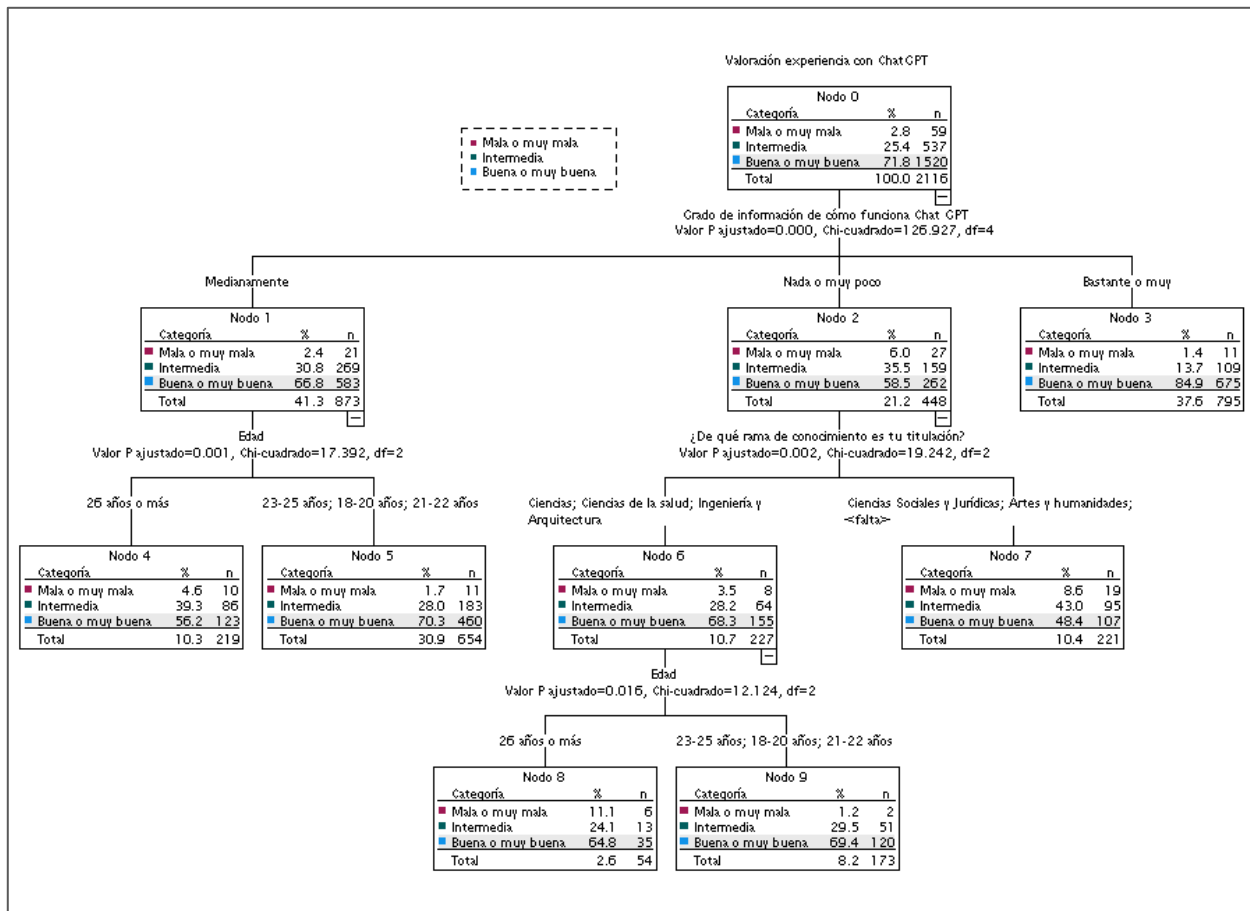 Valoración experiencia con ChatGPT
Nodo 0
Categoría % n
Mala o muy mala 2.8 59
Intermedia 25.4 537
Buena o muy buena 71.8 1520
Total 100.0 2116
Mala o muy mala
Intermedia
Buena o muy buena
Grado de información de cómo funciona Chat GPT
Valor P ajustado=0.000, Chi-cuadrado=126.927, df=4
Medianamente
Nada o muy poco
Bastante o muy
Nodo 1
Categoría % n
Mala o muy mala 2.4 21
Intermedia 30.8 269
Buena o muy buena 66.8 583
Total 41.3 873
Nodo 2
Categoría % n
Mala o muy mala 6.0 27
Intermedia 35.5 159
Buena o muy buena 58.5 262
Total 21.2 448
Nodo 3
Categoría % n
Mala o muy mala 1.4 11
Intermedia 13.7 109
Buena o muy buena 84.9 675
Total 37.6 795
Edad
Valor P ajustado=0.001, Chi-cuadrado=17.392, df=2
¿De qué rama de conocimiento es tu titulación?
Valor P ajustado=0.002, Chi-cuadrado=19.242, df=2
26 años o más
23-25 años; 18-20 años; 21-22 años
Ciencias; Ciencias de la salud; Ingeniería y
Arquitectura
Ciencias Sociales y Jurídicas; Artes y humanidades;
<falta>
Nodo 4
Categoría % n
Mala o muy mala 4.6 10
Intermedia 39.3 86
Buena o muy buena 56.2 123
Total 10.3 219
Nodo 5
Categoría % n
Mala o muy mala 1.7 11
Intermedia 28.0 183
Buena o muy buena 70.3 460
Total 30.9 654
Nodo 6
Categoría % n
Mala o muy mala 3.5 8
Intermedia 28.2 64
Buena o muy buena 68.3 155
Total 10.7 227
Nodo 7
Categoría % n
Mala o muy mala 8.6 19
Intermedia 43.0 95
Buena o muy buena 48.4 107
Total 10.4 221
Edad
Valor P ajustado=0.016, Chi-cuadrado=12.124, df=2
26 años o más
23-25 años; 18-20 años; 21-22 años
Nodo 8
Categoría % n
Mala o muy mala 11.1 6
Intermedia 24.1 13
Buena o muy buena 64.8 35
Total 2.6 54
Nodo 9
Categoría % n
Mala o muy mala 1.2 2
Intermedia 29.5 51
Buena o muy buena 69.4 120
Total 8.2 173